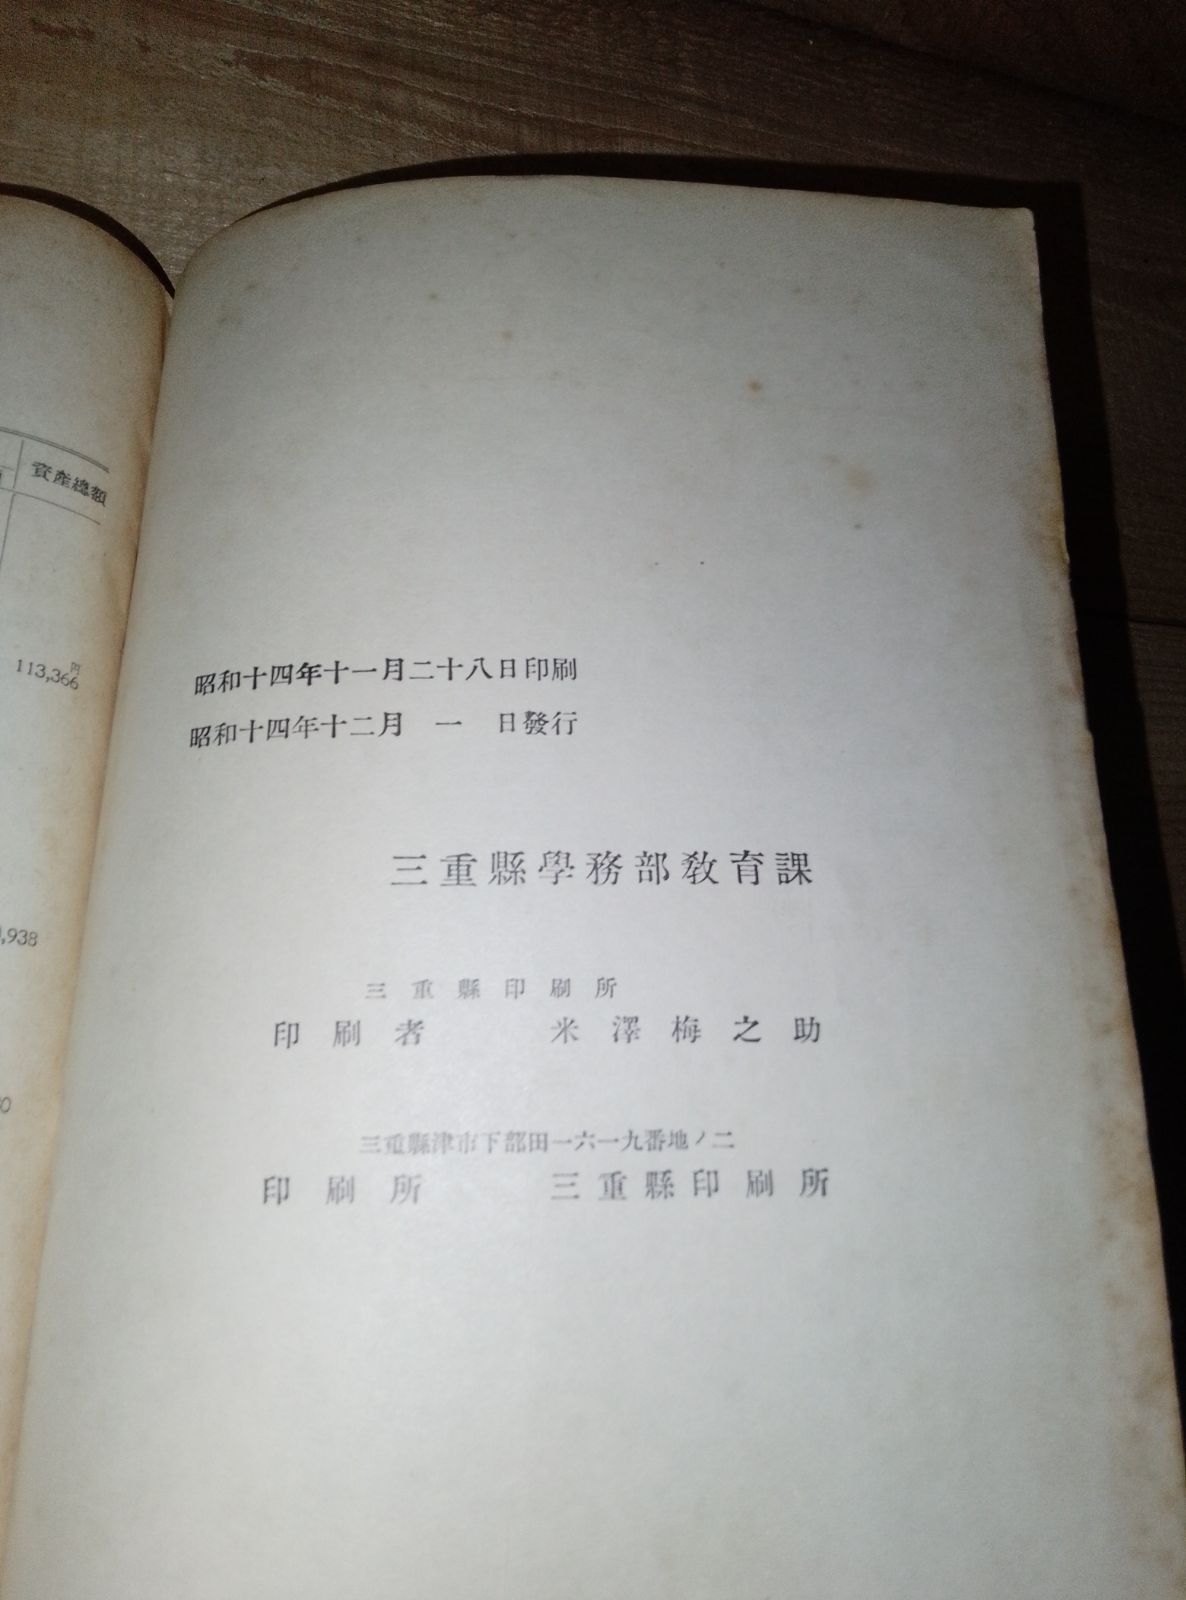 資產總額
円
113,366
,938
昭和十四年十一月二十八日印刷
昭和十四年十二月 一 日發行
三重縣學務部敎育課
三重縣印刷所
印刷者 米澤梅之助
三重縣津市下部田一六一九番地ノ二
印刷所 三重縣印刷所